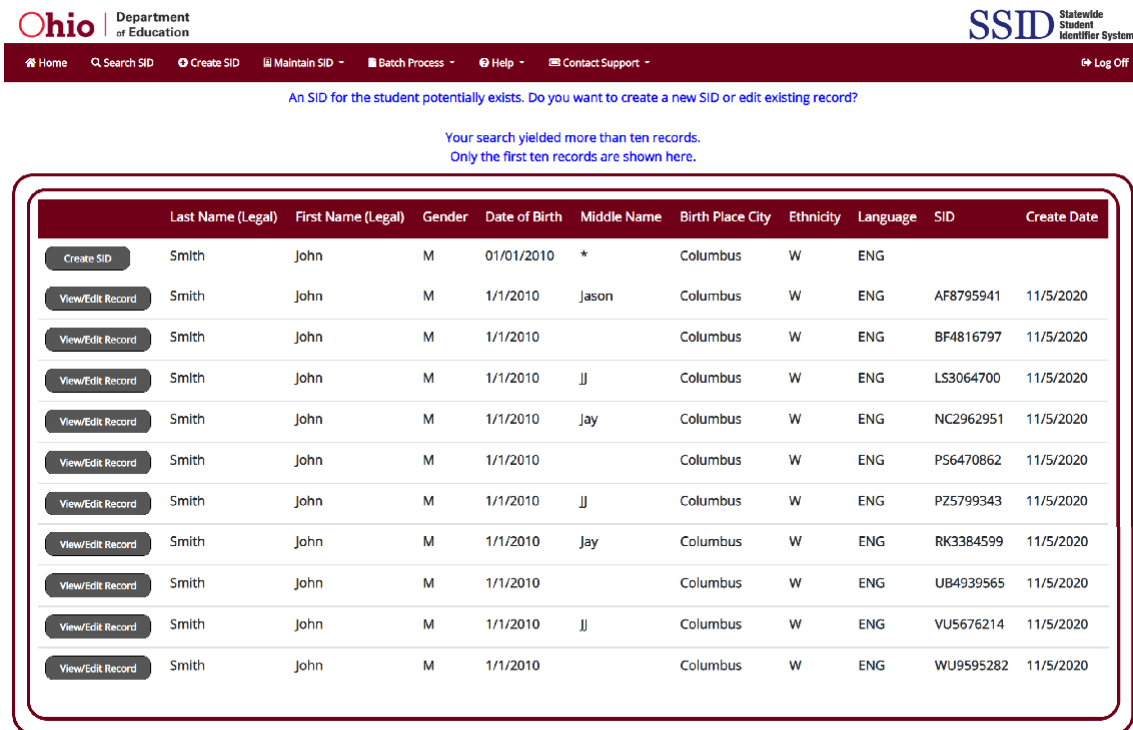 Ohio Department of Education
SSID Statewide Student Identifier System
Home Search SID Create SID Maintain SID Batch Process Help Contact Support Log Off
An SID for the student potentially exists. Do you want to create a new SID or edit existing record?
Your search yielded more than ten records.
Only the first ten records are shown here.
Last Name (Legal) First Name (Legal) Gender Date of Birth Middle Name Birth Place City Ethnicity Language SID Create Date
Create SID Smith John M 01/01/2010 * Columbus W ENG
View/Edit Record Smith John M 1/1/2010 Jason Columbus W ENG AF8795941 11/5/2020
View/Edit Record Smith John M 1/1/2010 Columbus W ENG BF4816797 11/5/2020
View/Edit Record Smith John M 1/1/2010 JJ Columbus W ENG LS3064700 11/5/2020
View/Edit Record Smith John M 1/1/2010 Jay Columbus W ENG NC2962951 11/5/2020
View/Edit Record Smith John M 1/1/2010 Columbus W ENG PS6470862 11/5/2020
View/Edit Record Smith John M 1/1/2010 JJ Columbus W ENG PZ5799343 11/5/2020
View/Edit Record Smith John M 1/1/2010 Jay Columbus W ENG RK3384599 11/5/2020
View/Edit Record Smith John M 1/1/2010 Columbus W ENG UB4939565 11/5/2020
View/Edit Record Smith John M 1/1/2010 JJ Columbus W ENG VU5676214 11/5/2020
View/Edit Record Smith John M 1/1/2010 Columbus W ENG WU9595282 11/5/2020